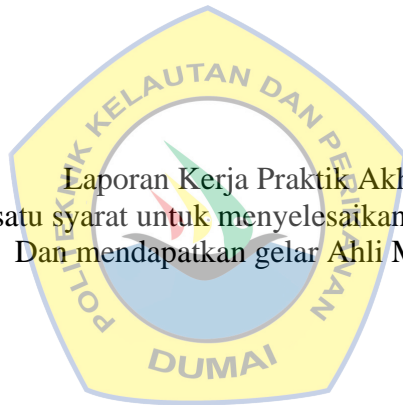 POLITEKNIK KELAUTAN DAN PERIKANAN
Laporan Kerja Praktik Akh
satu syarat untuk menyelesaikan
Dan mendapatkan gelar Ahli M
DUMAI